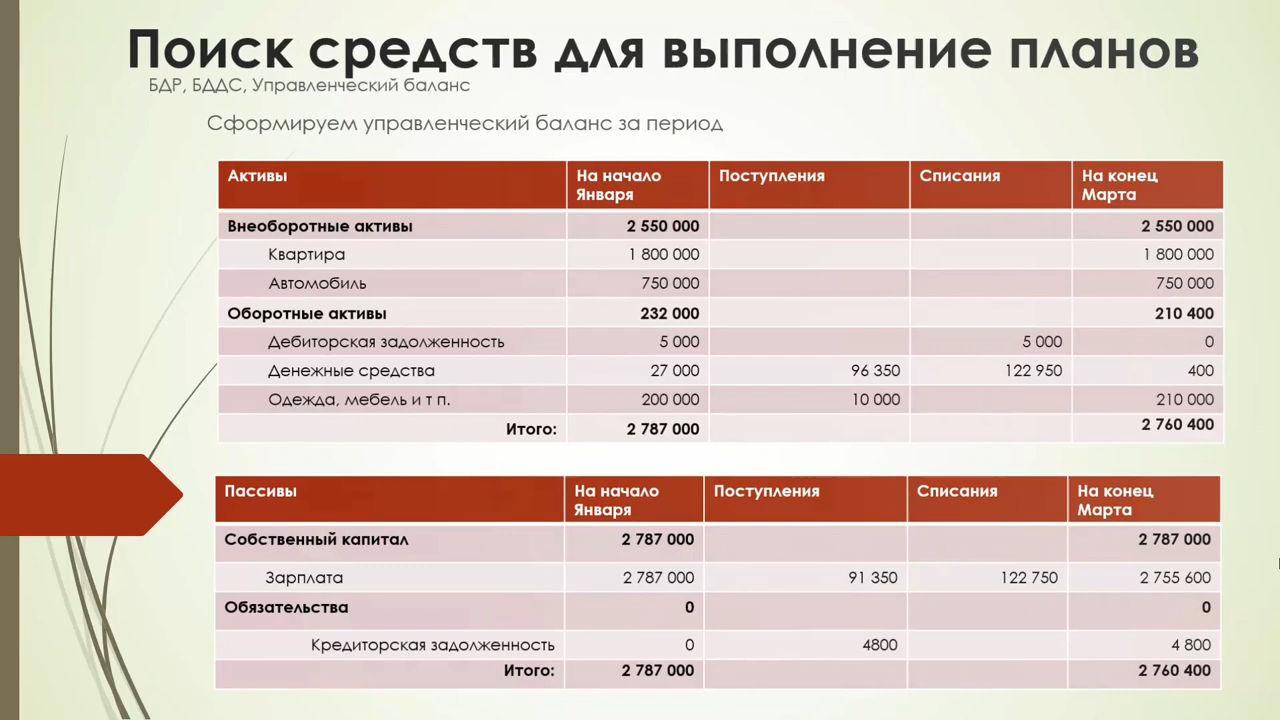 Поиск средств для выполнение планов
БДР, БДДС, Управленческий баланс
Сформируем управленческий баланс за период
Активы На начало Января Поступления Списания На конец Марта
Внеоборотные активы 2 550 000 2 550 000
Квартира 1 800 000 1 800 000
Автомобиль 750 000 750 000
Оборотные активы 232 000 210 400
Дебиторская задолженность 5 000 5 000 0
Денежные средства 27 000 96 350 122 950 400
Одежда, мебель и т п. 200 000 10 000 210 000
Итого: 2 787 000 2 760 400
Пассивы На начало Января Поступления Списания На конец Марта
Собственный капитал 2 787 000 2 787 000
Зарплата 2 787 000 91 350 122 750 2 755 600
Обязательства 0 0
Кредиторская задолженность 0 4800 4 800
Итого: 2 787 000 2 760 400